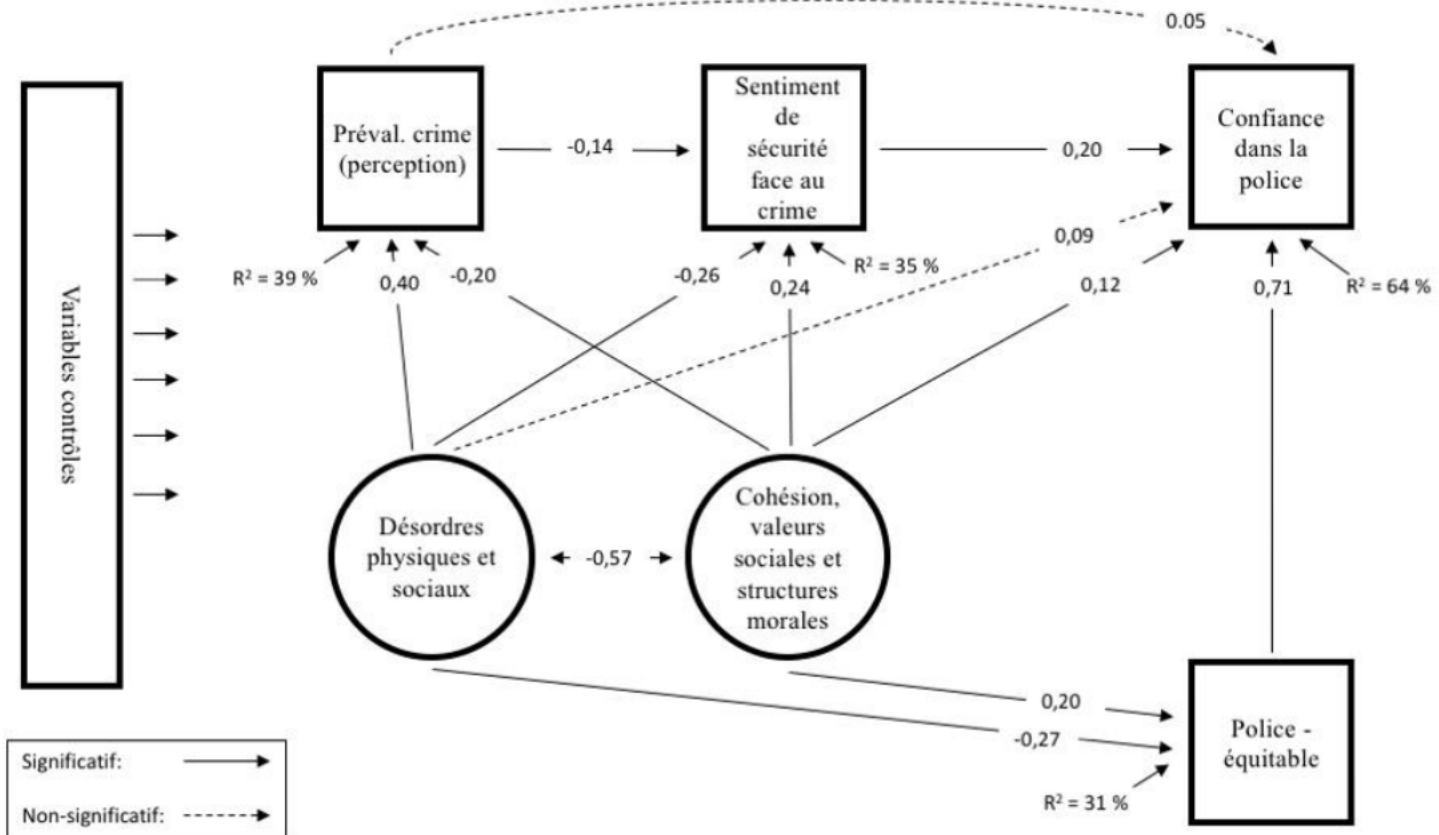 0.05
Préval. crime
(perception)
-0,14
Sentiment
de
sécurité
face au
crime
0,20
Confiance
dans la
police
0,09
R² = 39 %
0,40
-0,20
-0,26
0,24
R² = 35 %
0,12
0,71
R² = 64 %
Variables contrôles
Désordres
physiques et
sociaux
-0,57
Cohésion,
valeurs
sociales et
structures
morales
0,20
-0,27
Police -
équitable
R² = 31 %
Significatif:
Non-significatif: